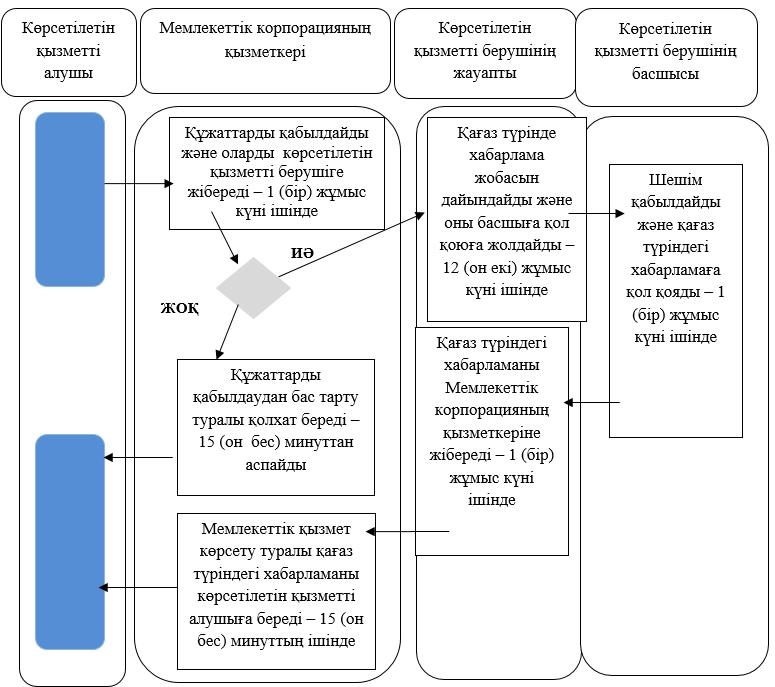 Көрсетілетін
қызметті
алушы
Мемлекеттік корпорацияның
қызметкері
Көрсетілетін
қызметті берушінің
жауапты
Көрсетілетін
қызметті берушінің
басшысы
Құжаттарды қабылдайды
және оларды көрсетілетін
қызметті берушіге
жібереді – 1 (бір) жұмыс
күні ішінде
ИӘ
ЖОҚ
Құжаттарды
қабылдаудан бас тарту
туралы қолхат береді –
15 (он бес) минуттан
аспайды
Мемлекеттік қызмет
көрсету туралы қағаз
түріндегі хабарламаны
көрсетілетін қызметті
алушыға береді – 15 (он
бес) минуттың ішінде
Қағаз түрінде
хабарлама
жобасын
дайындайды және
оны басшыға қол
қоюға жолдайды –
12 (он екі) жұмыс
күні ішінде
Қағаз түріндегі
хабарламаны
Мемлекеттік
корпорацияның
қызметкеріне
жібереді – 1 (бір)
жұмыс күні
ішінде
Шешім
қабылдайды
және қағаз
түріндегі
хабарламаға
қол қояды – 1
(бір) жұмыс
күні ішінде